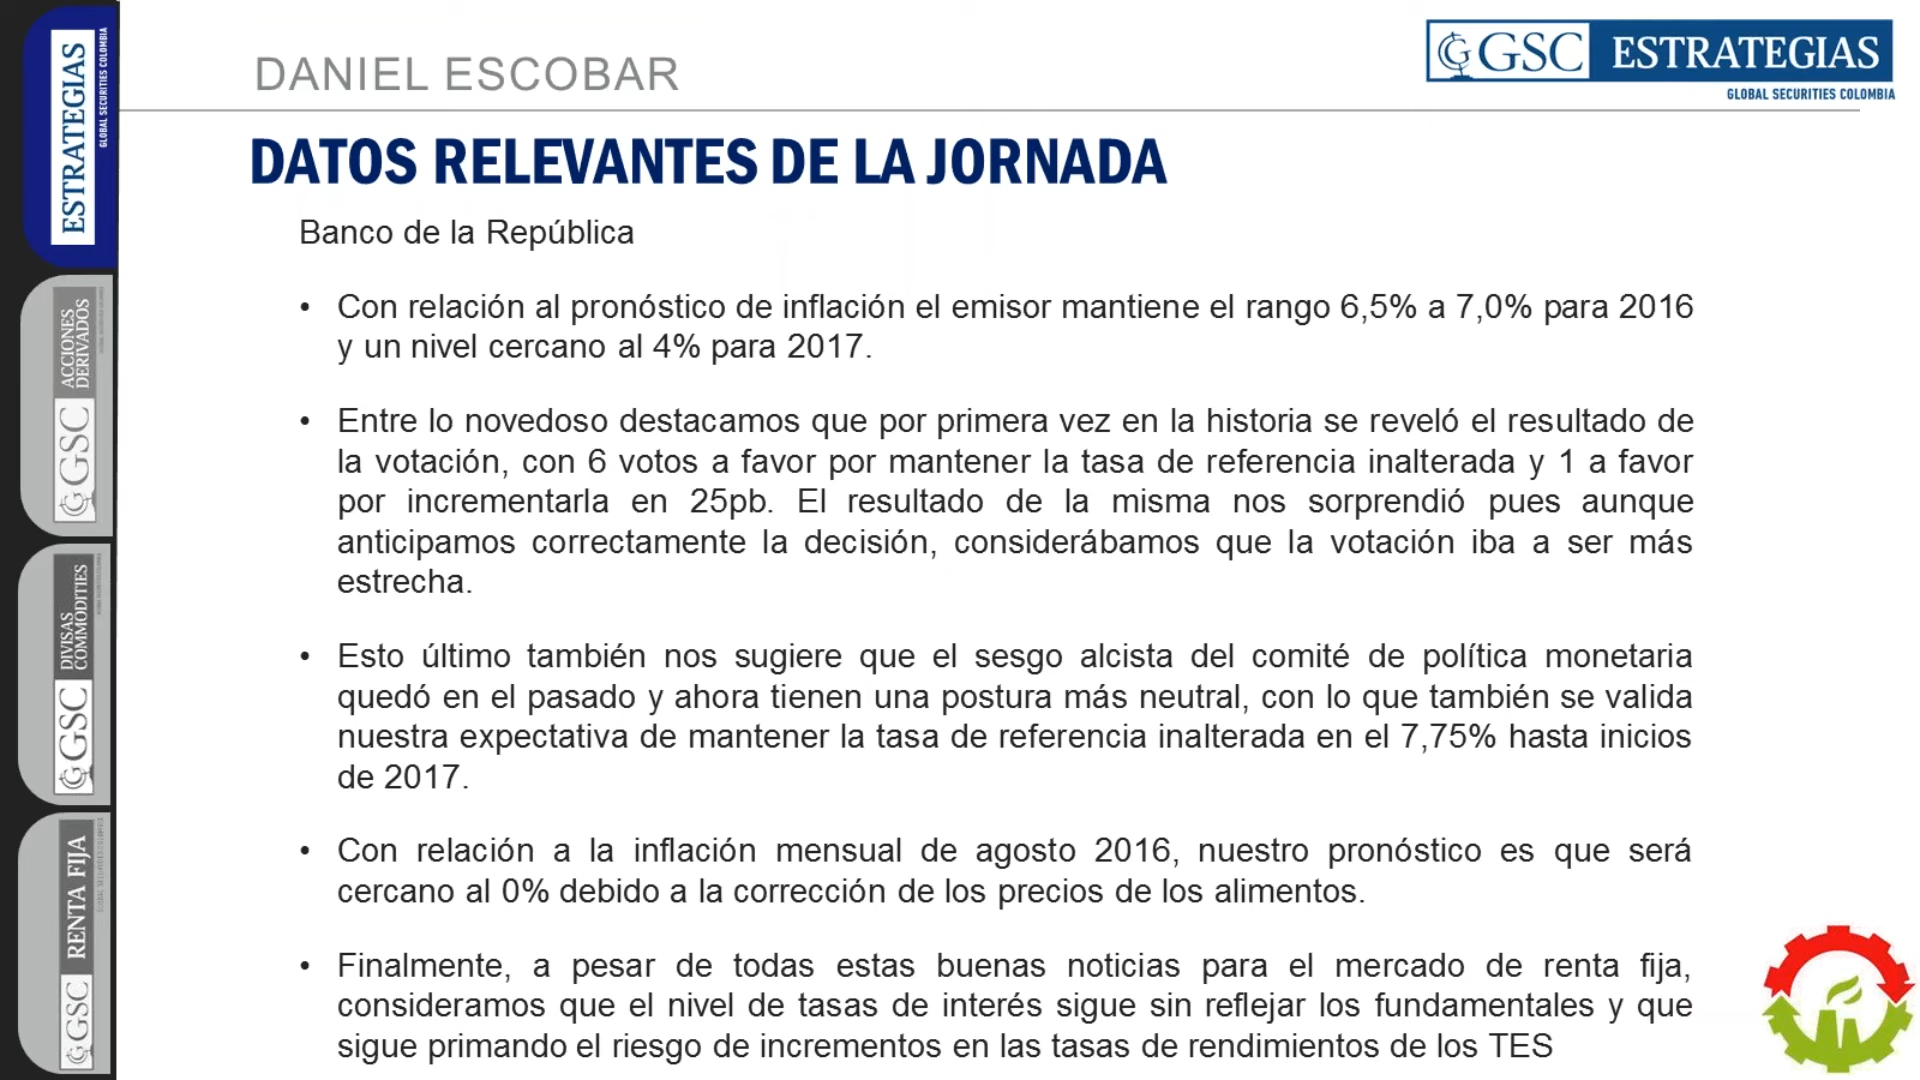 DANIEL ESCOBAR
GSC ESTRATEGIAS
GLOBAL SECURITIES COLOMBIA
DATOS RELEVANTES DE LA JORNADA
Banco de la República
• Con relación al pronóstico de inflación el emisor mantiene el rango 6,5% a 7,0% para 2016
y un nivel cercano al 4% para 2017.
• Entre lo novedoso destacamos que por primera vez en la historia se reveló el resultado de
la votación, con 6 votos a favor por mantener la tasa de referencia inalterada y 1 a favor
por incrementarla en 25pb. El resultado de la misma nos sorprendió pues aunque
anticipamos correctamente la decisión, considerábamos que la votación iba a ser más
estrecha.
• Esto último también nos sugiere que el sesgo alcista del comité de política monetaria
quedó en el pasado y ahora tienen una postura más neutral, con lo que también se valida
nuestra expectativa de mantener la tasa de referencia inalterada en el 7,75% hasta inicios
de 2017.
• Con relación a la inflación mensual de agosto 2016, nuestro pronóstico es que será
cercano al 0% debido a la corrección de los precios de los alimentos.
• Finalmente, a pesar de todas estas buenas noticias para el mercado de renta fija,
consideramos que el nivel de tasas de interés sigue sin reflejar los fundamentales y que
sigue primando el riesgo de incrementos en las tasas de rendimientos de los TES
ESTRATEGIAS
GLOBAL SECURITIES COLOMBIA
GSC ACCIONES
DERIVADOS
GSC DIVISAS
COMMODITIES
GSC RENTA FIJA